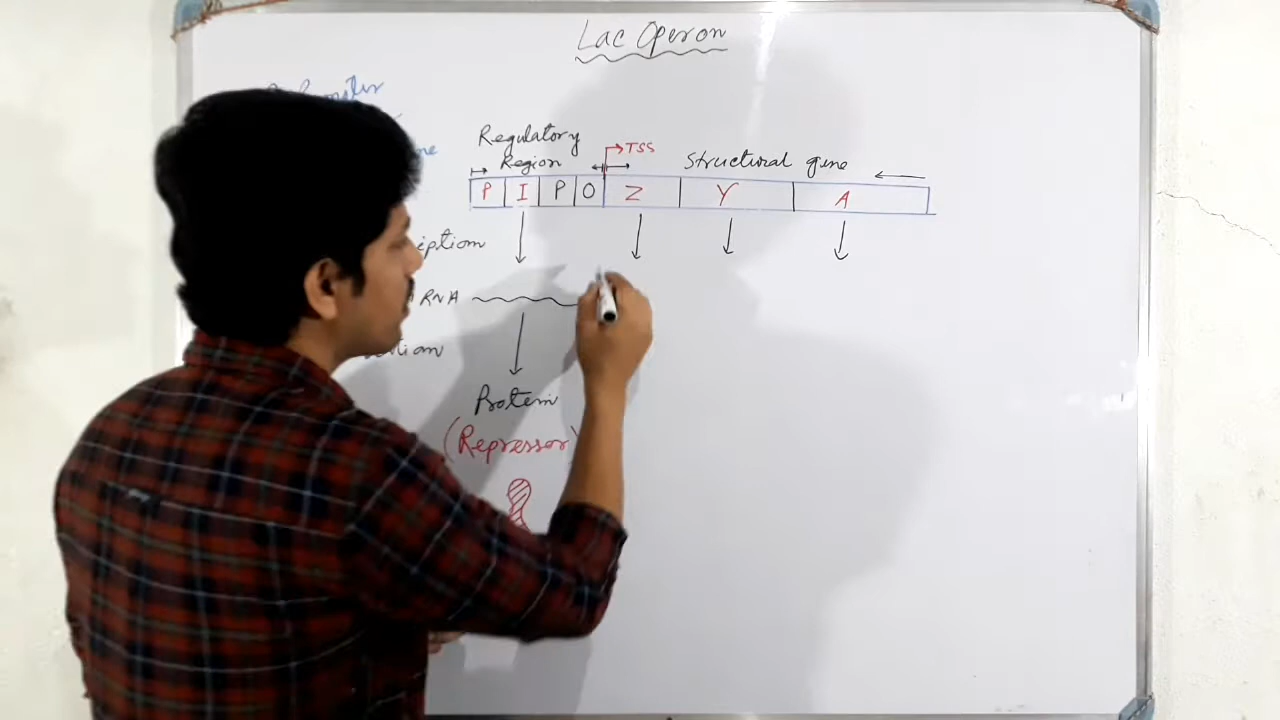 Lac Operon
Regulatory
Region
TSS
Structural gene
P I P O Z Y A
RNA
Protein
(Repressor)